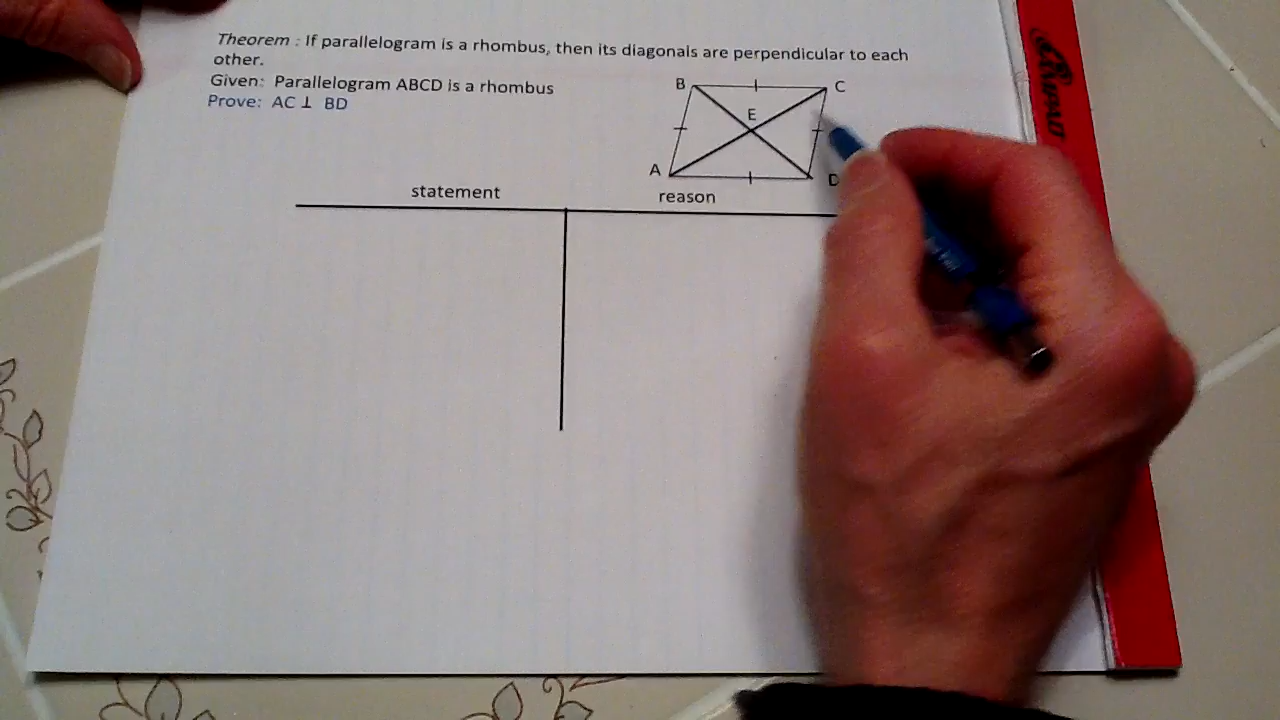 Theorem : If parallelogram is a rhombus, then its diagonals are perpendicular to each
other.
Given: Parallelogram ABCD is a rhombus
Prove: AC ⊥ BD
B
C
E
A
D
statement
reason